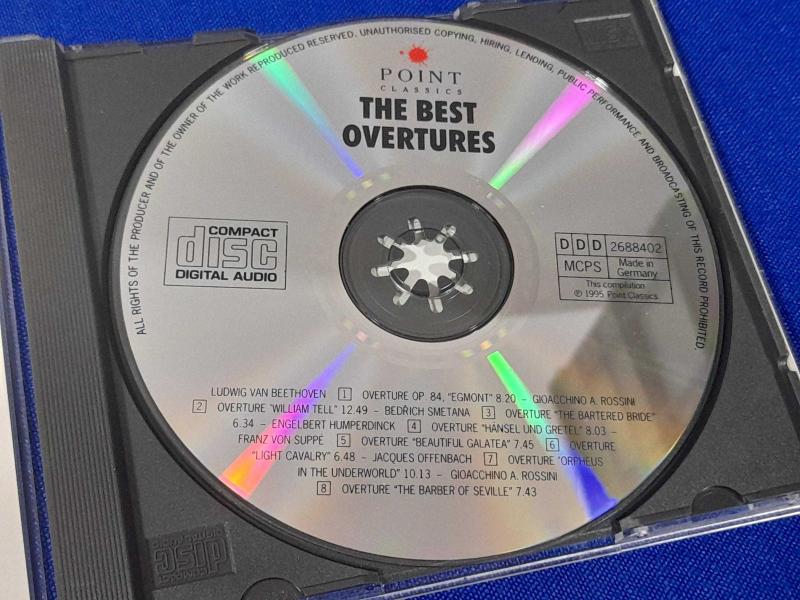 ALL RIGHTS OF THE PRODUCER AND OF THE OWNER OF THE WORK REPRODUCED RESERVED. UNAUTHORISED COPYING, HIRING, LENDING, PUBLIC PERFORMANCE AND BROADCASTING OF THIS RECORD PROHIBITED.
POINT
CLASSICS
THE BEST
OVERTURES
COMPACT
disc
DIGITAL AUDIO
D D D 2688402
MCPS Made in
Germany
This compilation
℗ 1995 Point Classics
LUDWIG VAN BEETHOVEN 1 OVERTURE OP. 84, "EGMONT" 8.20 – GIOACCHINO A. ROSSINI
2 OVERTURE "WILLIAM TELL" 12.49 – BEDŘICH SMETANA 3 OVERTURE "THE BARTERED BRIDE"
6.34 – ENGELBERT HUMPERDINCK 4 OVERTURE "HÄNSEL UND GRETEL" 8.03 –
FRANZ VON SUPPÉ 5 OVERTURE "BEAUTIFUL GALATEA" 7.45 6 OVERTURE
"LIGHT CAVALRY" 6.48 – JACQUES OFFENBACH 7 OVERTURE "ORPHEUS
IN THE UNDERWORLD" 10.13 – GIOACCHINO A. ROSSINI
8 OVERTURE "THE BARBER OF SEVILLE" 7.43
disc